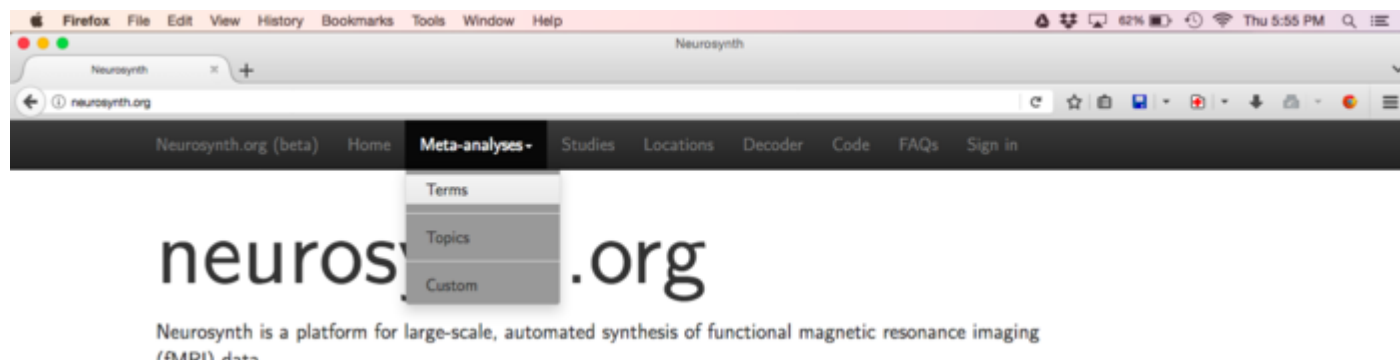 Firefox File Edit View History Bookmarks Tools Window Help 62% Thu 5:55 PM
Neurosynth
Neurosynth
neurosynth.org
Neurosynth.org (beta) Home Meta-analyses Studies Locations Decoder Code FAQs Sign in
Terms
Topics
neuros .org
Custom
Neurosynth is a platform for large-scale, automated synthesis of functional magnetic resonance imaging
(fMRI) data